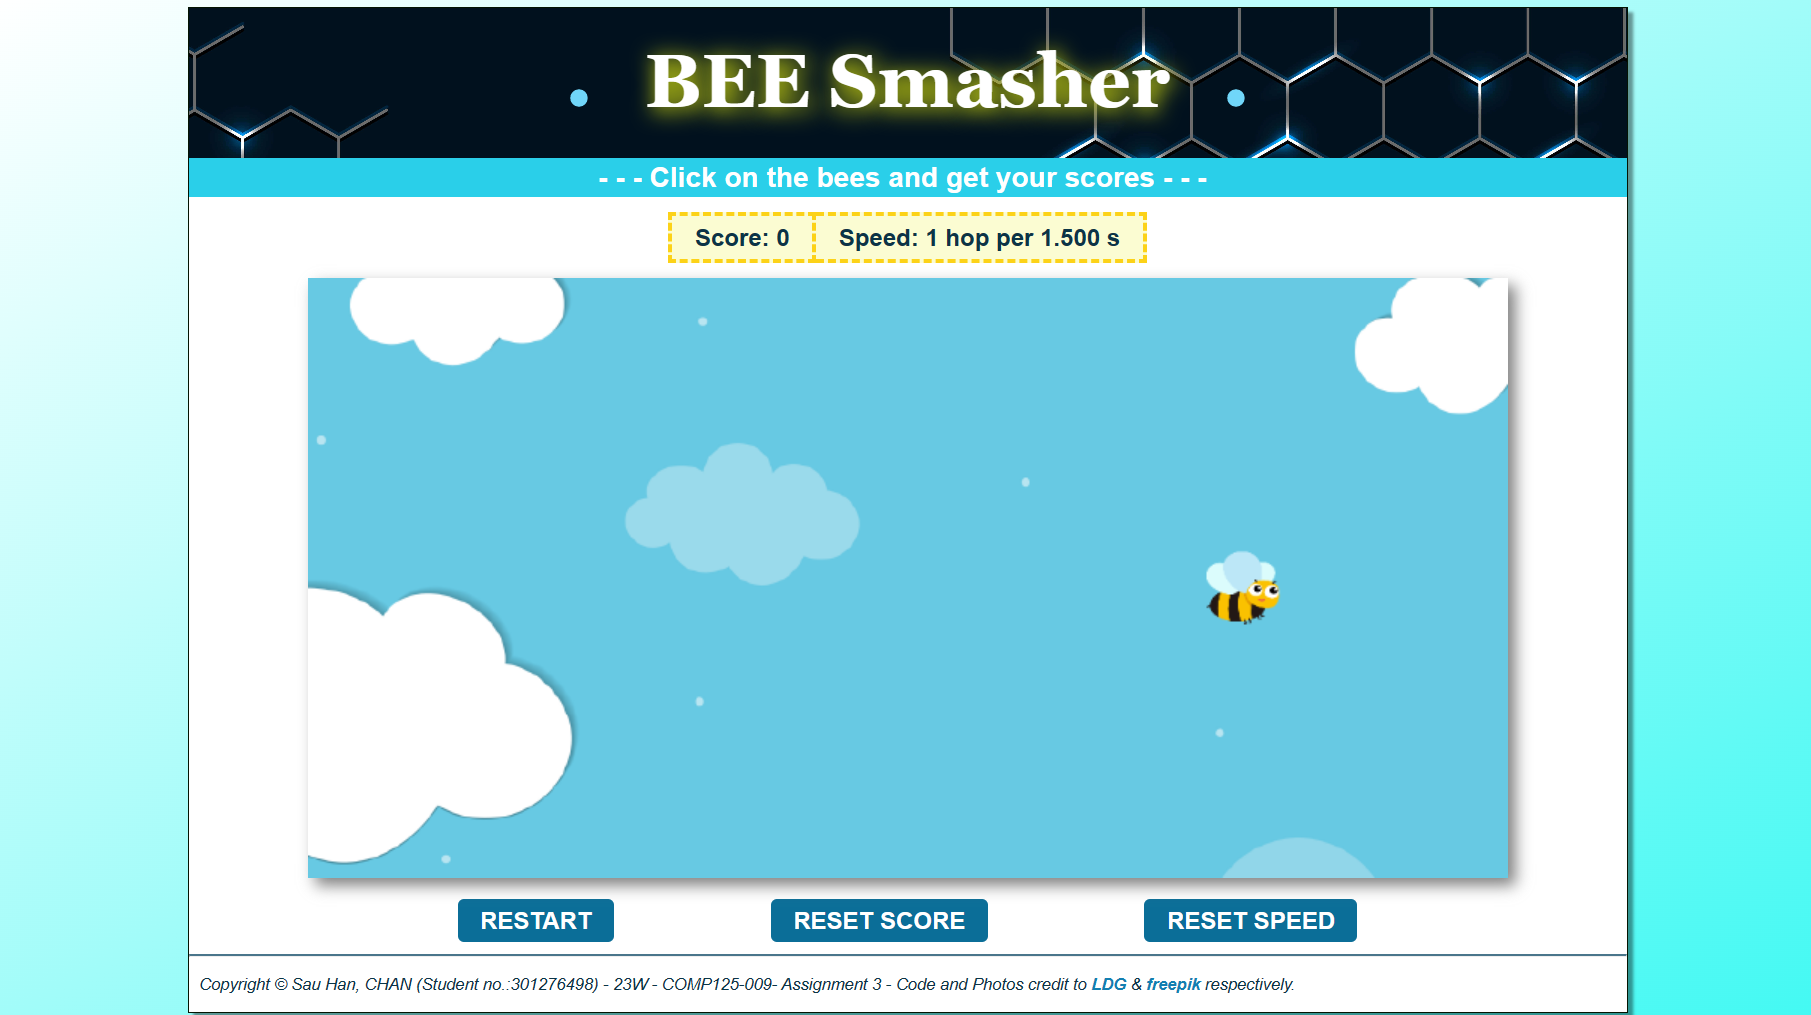 BEE Smasher
- - - Click on the bees and get your scores - - -
Score: 0 Speed: 1 hop per 1.500 s
RESTART RESET SCORE RESET SPEED
Copyright © Sau Han, CHAN (Student no.:301276498) - 23W - COMP125-009- Assignment 3 - Code and Photos credit to LDG & freepik respectively.